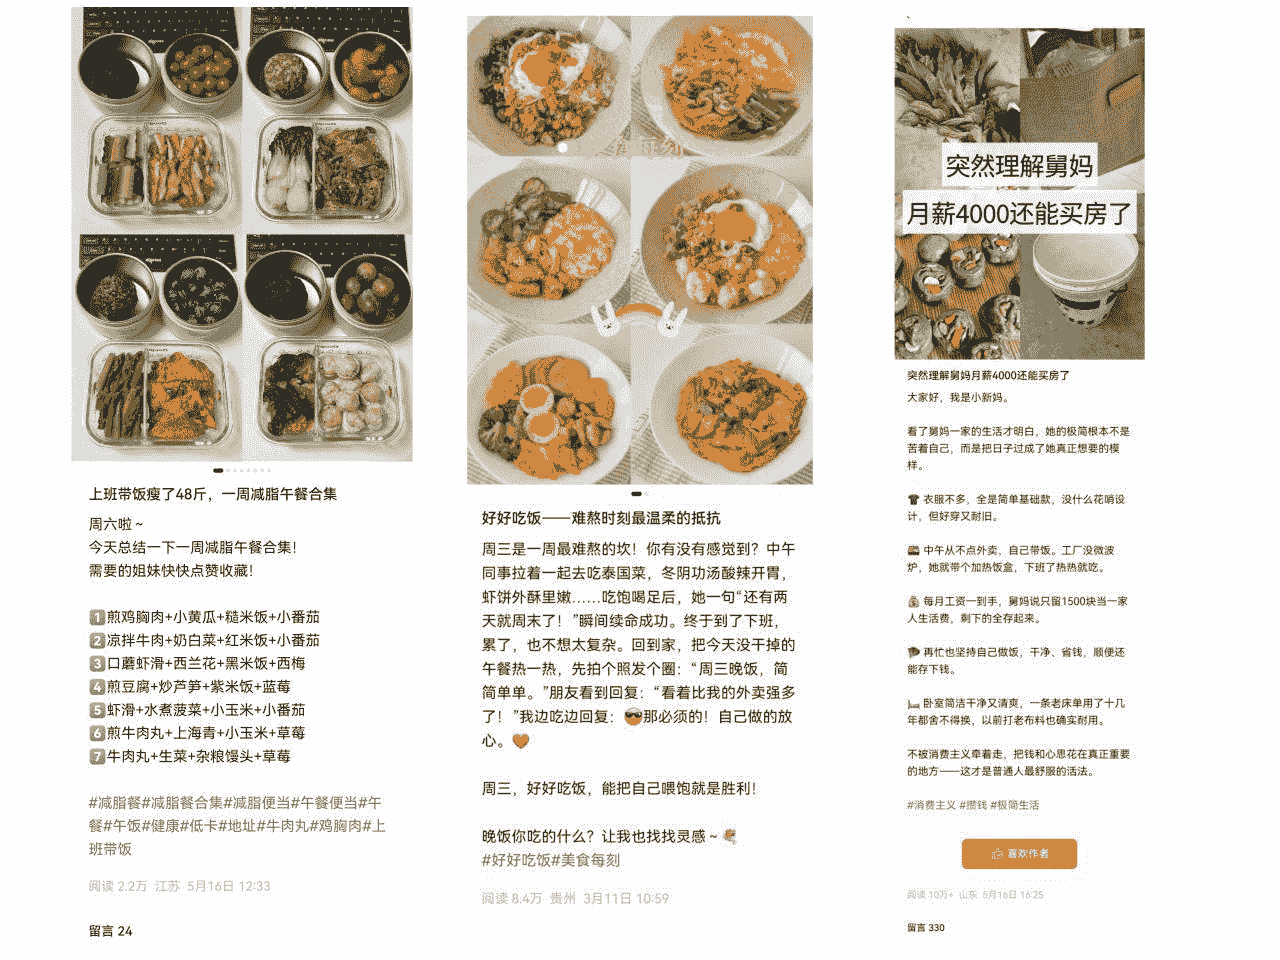 上班带饭瘦了48斤，一周减脂午餐合集
周六啦~
今天总结一下一周减脂午餐合集！
需要的姐妹快快点赞收藏！
1煎鸡胸肉+小黄瓜+糙米饭+小番茄
2凉拌牛肉+奶白菜+红米饭+小番茄
3口蘑虾滑+西兰花+黑米饭+西梅
4煎豆腐+炒芦笋+紫米饭+蓝莓
5虾滑+水煮菠菜+小玉米+小番茄
6煎牛肉丸+上海青+小玉米+草莓
7牛肉丸+生菜+杂粮馒头+草莓
#减脂餐#减脂餐合集#减脂便当#午餐便当#午
餐#午饭#健康#低卡#地址#牛肉丸#鸡胸肉#上
班带饭
阅读 2.2万 江苏 5月16日 12:33
留言 24
好好吃饭——难熬时刻最温柔的抵抗
周三是一周最难熬的坎！你有没有感觉到？中午
同事拉着一起去吃泰国菜，冬阴功汤酸辣开胃，
虾饼外酥里嫩……吃饱喝足后，她一句“还有两
天就周末了！”瞬间续命成功。终于到了下班，
累了，也不想太复杂。回到家，把今天没干掉的
午餐热一热，先拍个照发个圈：“周三晚饭，简
简单单。”朋友看到回复：“看着比我的外卖强多
了！”我边吃边回复：😎那必须的！自己做的放
心。🧡
周三，好好吃饭，能把自己喂饱就是胜利！
晚饭你吃的什么？让我也找找灵感~
#好好吃饭#美食每刻
阅读 8.4万 贵州 3月11日 10:59
突然理解舅妈
月薪4000还能买房了
突然理解舅妈月薪4000还能买房了
大家好，我是小新妈。
看了舅妈一家的生活才明白，她的极简根本不是
苦着自己，而是把日子过成了她真正想要的模
样。
衣服不多，全是简单基础款，没什么花哨设
计，但好穿又耐旧。
中午从不点外卖，自己带饭。工厂没微波
炉，她就带个加热饭盒，下班了热热就吃。
💰每月工资一到手，舅妈说只留1500块当一家
人生活费，剩下的全存起来。
再忙也坚持自己做饭，干净、省钱，顺便还
能存下钱。
🛏️卧室简洁干净又清爽，一条老床单用了十几
年都舍不得换，以前打老布料也确实耐用。
不被消费主义牵着走，把钱和心思花在真正重要
的地方——这才是普通人最舒服的活法。
#消费主义 #攒钱 #极简生活
喜欢作者
阅读 10万+ 山东 5月16日 16:25
留言 330